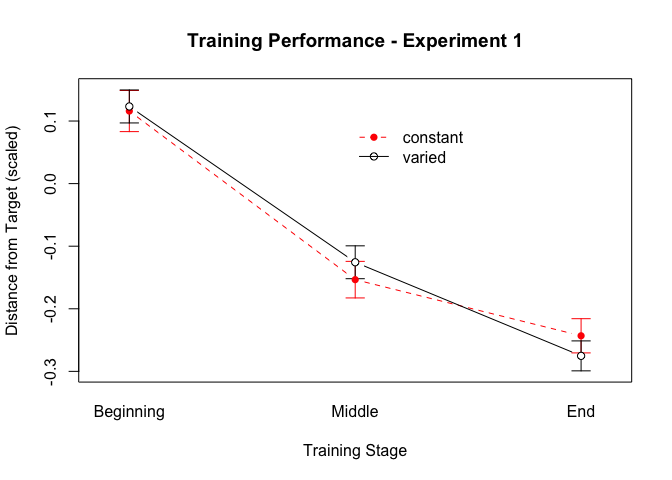 Training Performance - Experiment 1
Distance from Target (scaled)
0.1
0.0
-0.1
-0.2
-0.3
constant
varied
Beginning Middle End
Training Stage